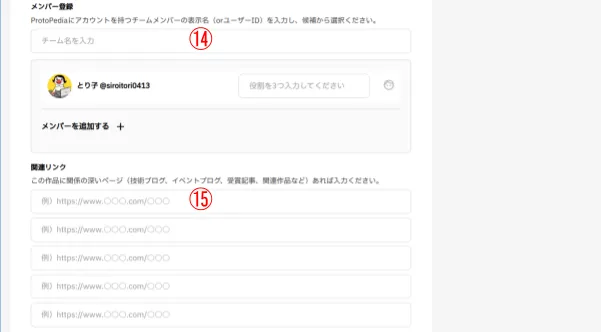 メンバー登録
ProtoPediaにアカウントを持つチームメンバーの表示名（orユーザーID）を入力し、候補から選択ください。
チーム名を入力
⑭
とり子 @siroitori0413
役割を3つ入力してください
メンバーを追加する ＋
関連リンク
この作品に関係の深いページ（技術ブログ、イベントブログ、受賞記事、関連作品など）あれば入力ください。
例）https://www.〇〇〇.com/〇〇〇
⑮
例）https://www.〇〇〇.com/〇〇〇
例）https://www.〇〇〇.com/〇〇〇
例）https://www.〇〇〇.com/〇〇〇
例）https://www.〇〇〇.com/〇〇〇